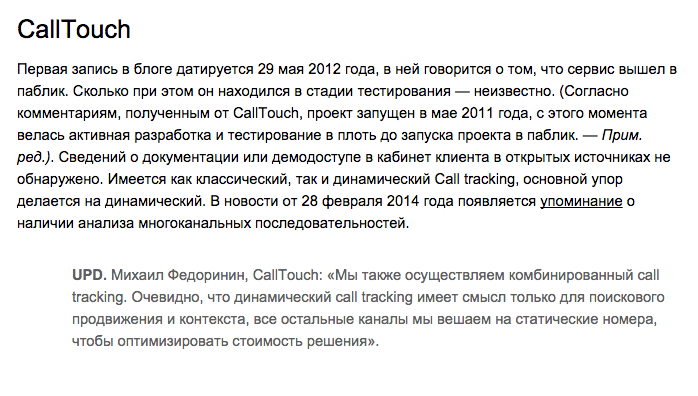 CallTouch
Первая запись в блоге датируется 29 мая 2012 года, в ней говорится о том, что сервис вышел в
паблик. Сколько при этом он находился в стадии тестирования — неизвестно. (Согласно
комментариям, полученным от CallTouch, проект запущен в мае 2011 года, с этого момента
велась активная разработка и тестирование в плоть до запуска проекта в паблик. — Прим.
ред.). Сведений о документации или демодоступе в кабинет клиента в открытых источниках не
обнаружено. Имеется как классический, так и динамический Call tracking, основной упор
делается на динамический. В новости от 28 февраля 2014 года появляется упоминание о
наличии анализа многоканальных последовательностей.
UPD. Михаил Федоринин, CallTouch: «Мы также осуществляем комбинированный call
tracking. Очевидно, что динамический call tracking имеет смысл только для поискового
продвижения и контекста, все остальные каналы мы вешаем на статические номера,
чтобы оптимизировать стоимость решения».